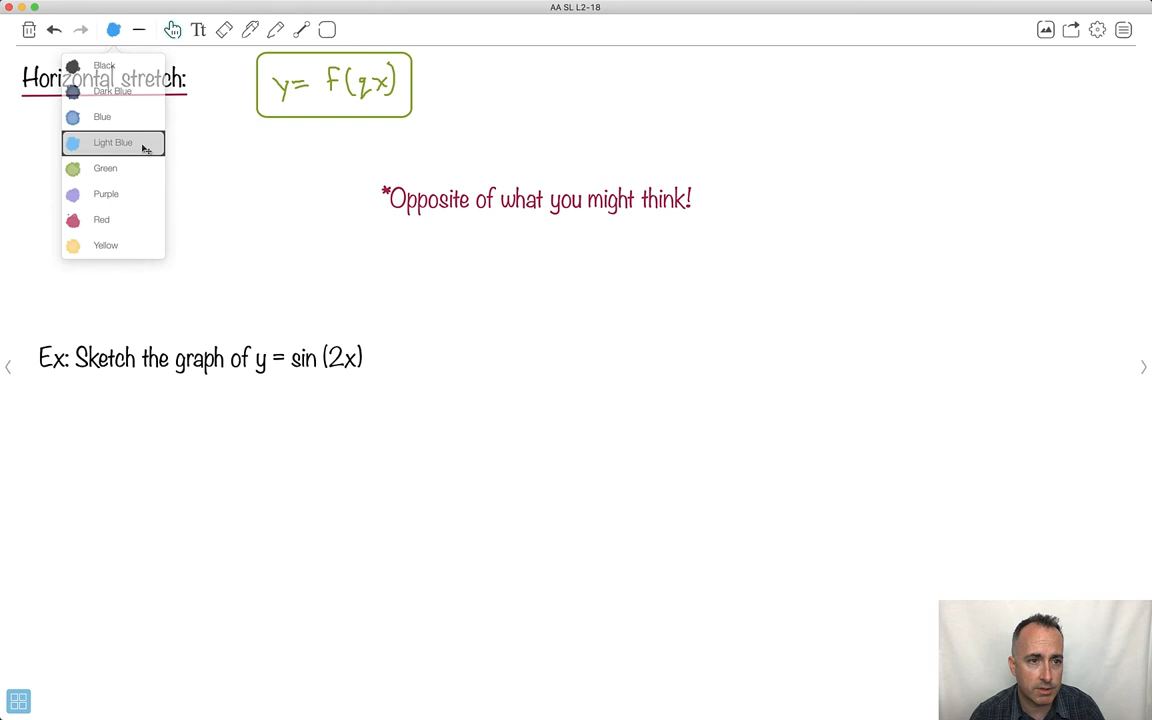 AA SL L2-18
Tt
Horizontal stretch:
y= f(qx)
Black
Dark Blue
Blue
Light Blue
Green
Purple
Red
Yellow
*Opposite of what you might think!
Ex: Sketch the graph of y = sin (2x)